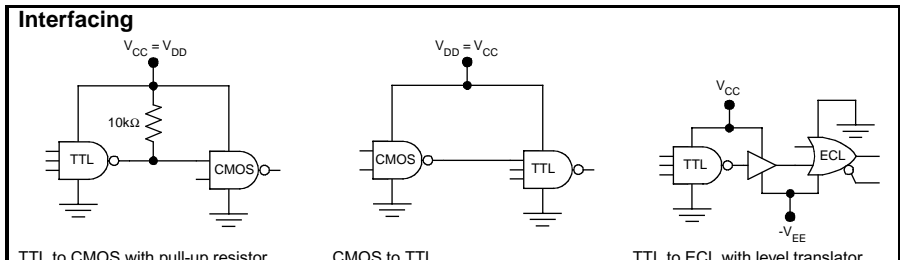 Interfacing
VCC = VDD
10kΩ
TTL
CMOS
TTL to CMOS with pull-up resistor
VDD = VCC
CMOS
TTL
CMOS to TTL
VCC
TTL
ECL
-VEE
TTL to ECL with level translator